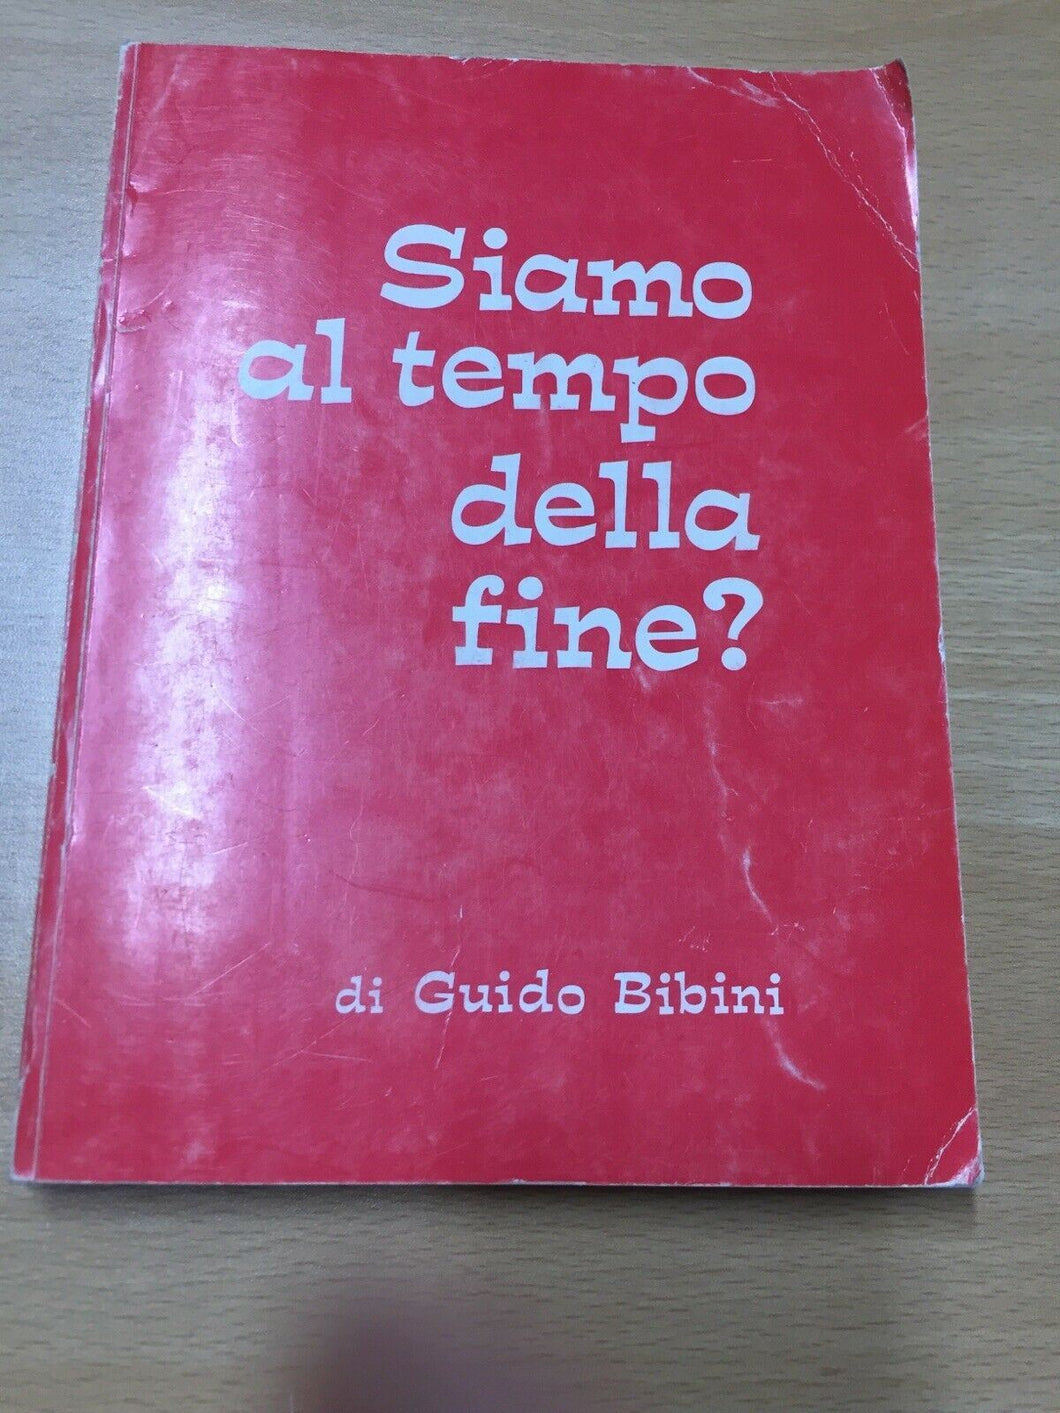 Siamo
al tempo
della
fine?
di Guido Bibini